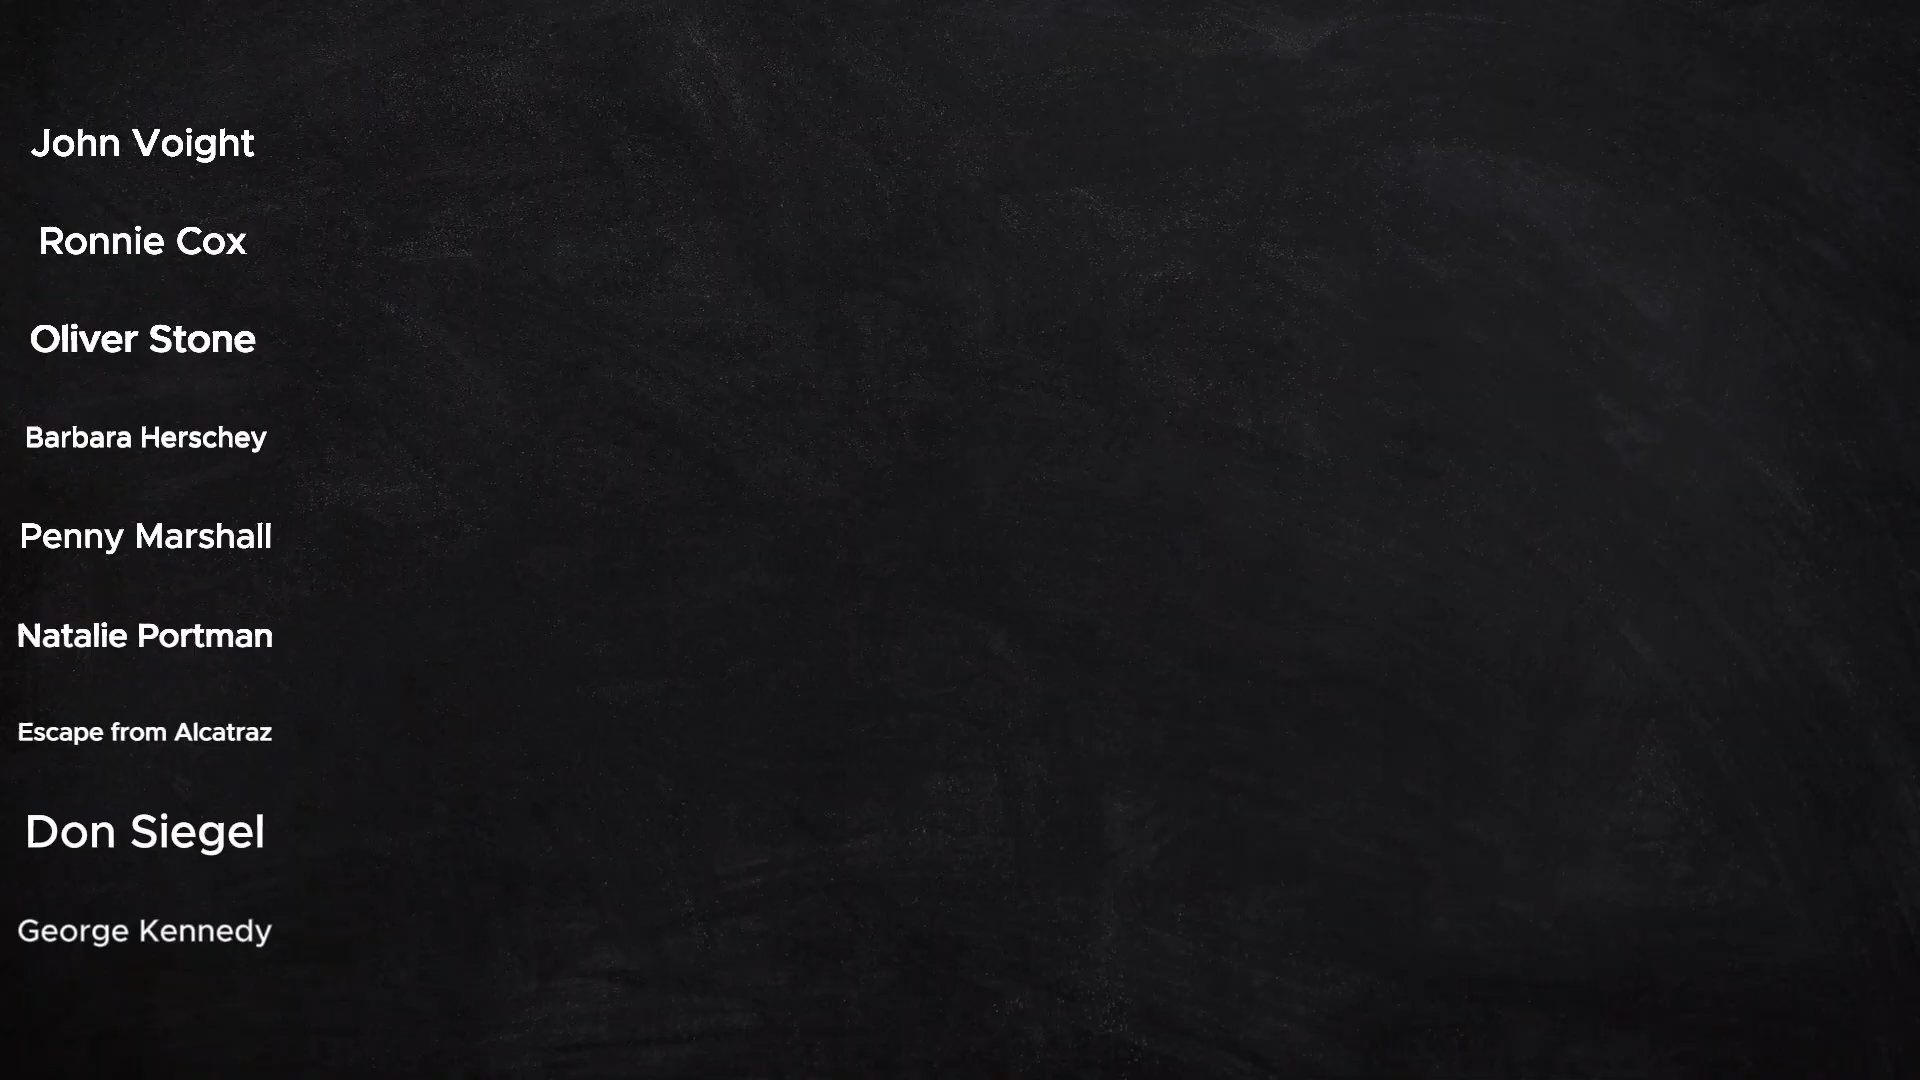 John Voight
Ronnie Cox
Oliver Stone
Barbara Herschey
Penny Marshall
Natalie Portman
Escape from Alcatraz
Don Siegel
George Kennedy